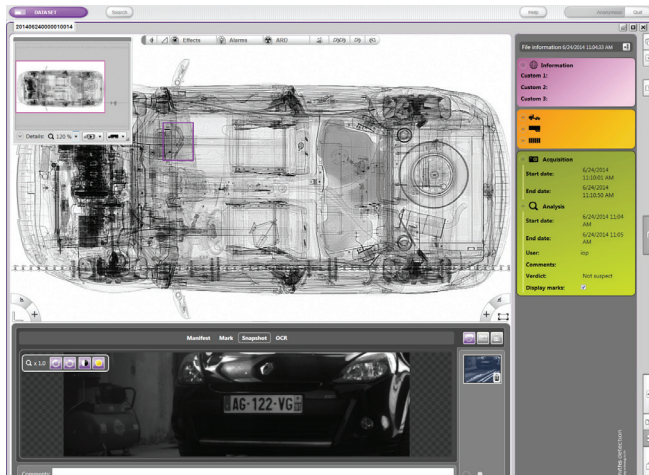 DATASET
Search
Help
Quit
20140624000010014
Effects
Alarms
ARD
Details:
120 %
File information 6/24/2014 11:04:33 AM
Information
Custom 1:
Custom 2:
Custom 3:
Acquisition
Start date: 6/24/2014 11:10:01 AM
End date: 6/24/2014 11:10:50 AM
Analysis
Start date: 6/24/2014 11:04 AM
End date: 6/24/2014 11:05 AM
User:
Comments:
Verdict: Not suspect
Display marks:
Manifest
Mark
Snapshot
OCR
x 1.0
AG-122-VG
Comments